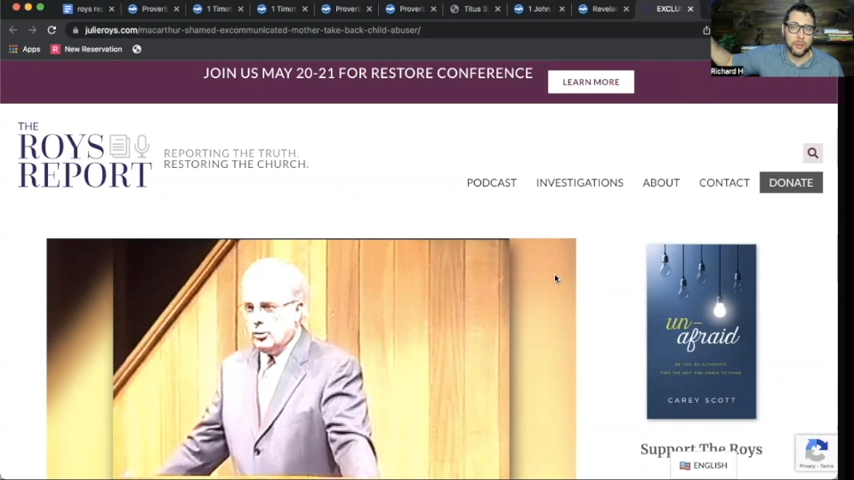 roys re
Proverb
1 Timot
1 Timot
Proverb
Proverb
Titus 3
1 John
Revelat
EXCLU
julieroys.com/macarthur-shamed-excommunicated-mother-take-back-child-abuser/
Apps
New Reservation
Richard H
JOIN US MAY 20-21 FOR RESTORE CONFERENCE
LEARN MORE
THE
ROYS
REPORT
REPORTING THE TRUTH.
RESTORING THE CHURCH.
PODCAST
INVESTIGATIONS
ABOUT
CONTACT
DONATE
un-
afraid
CAREY SCOTT
Support The Roys
ENGLISH
Privacy - Terms